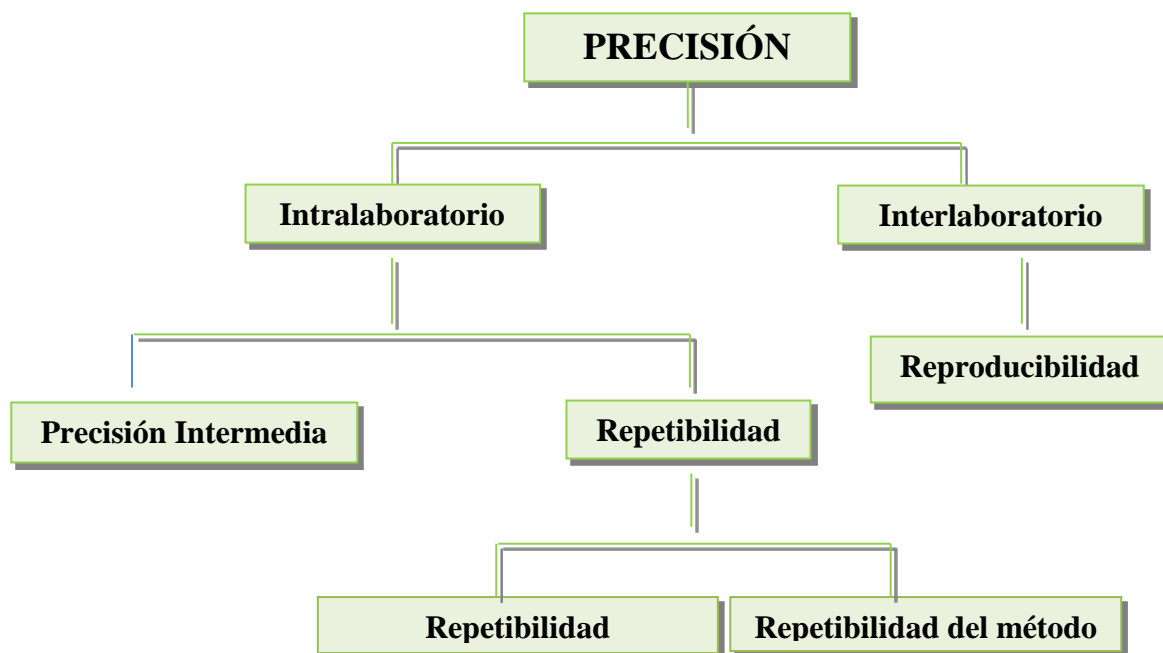 PRECISIÓN
Intralaboratorio
Interlaboratorio
Reproducibilidad
Precisión Intermedia
Repetibilidad
Repetibilidad
Repetibilidad del método